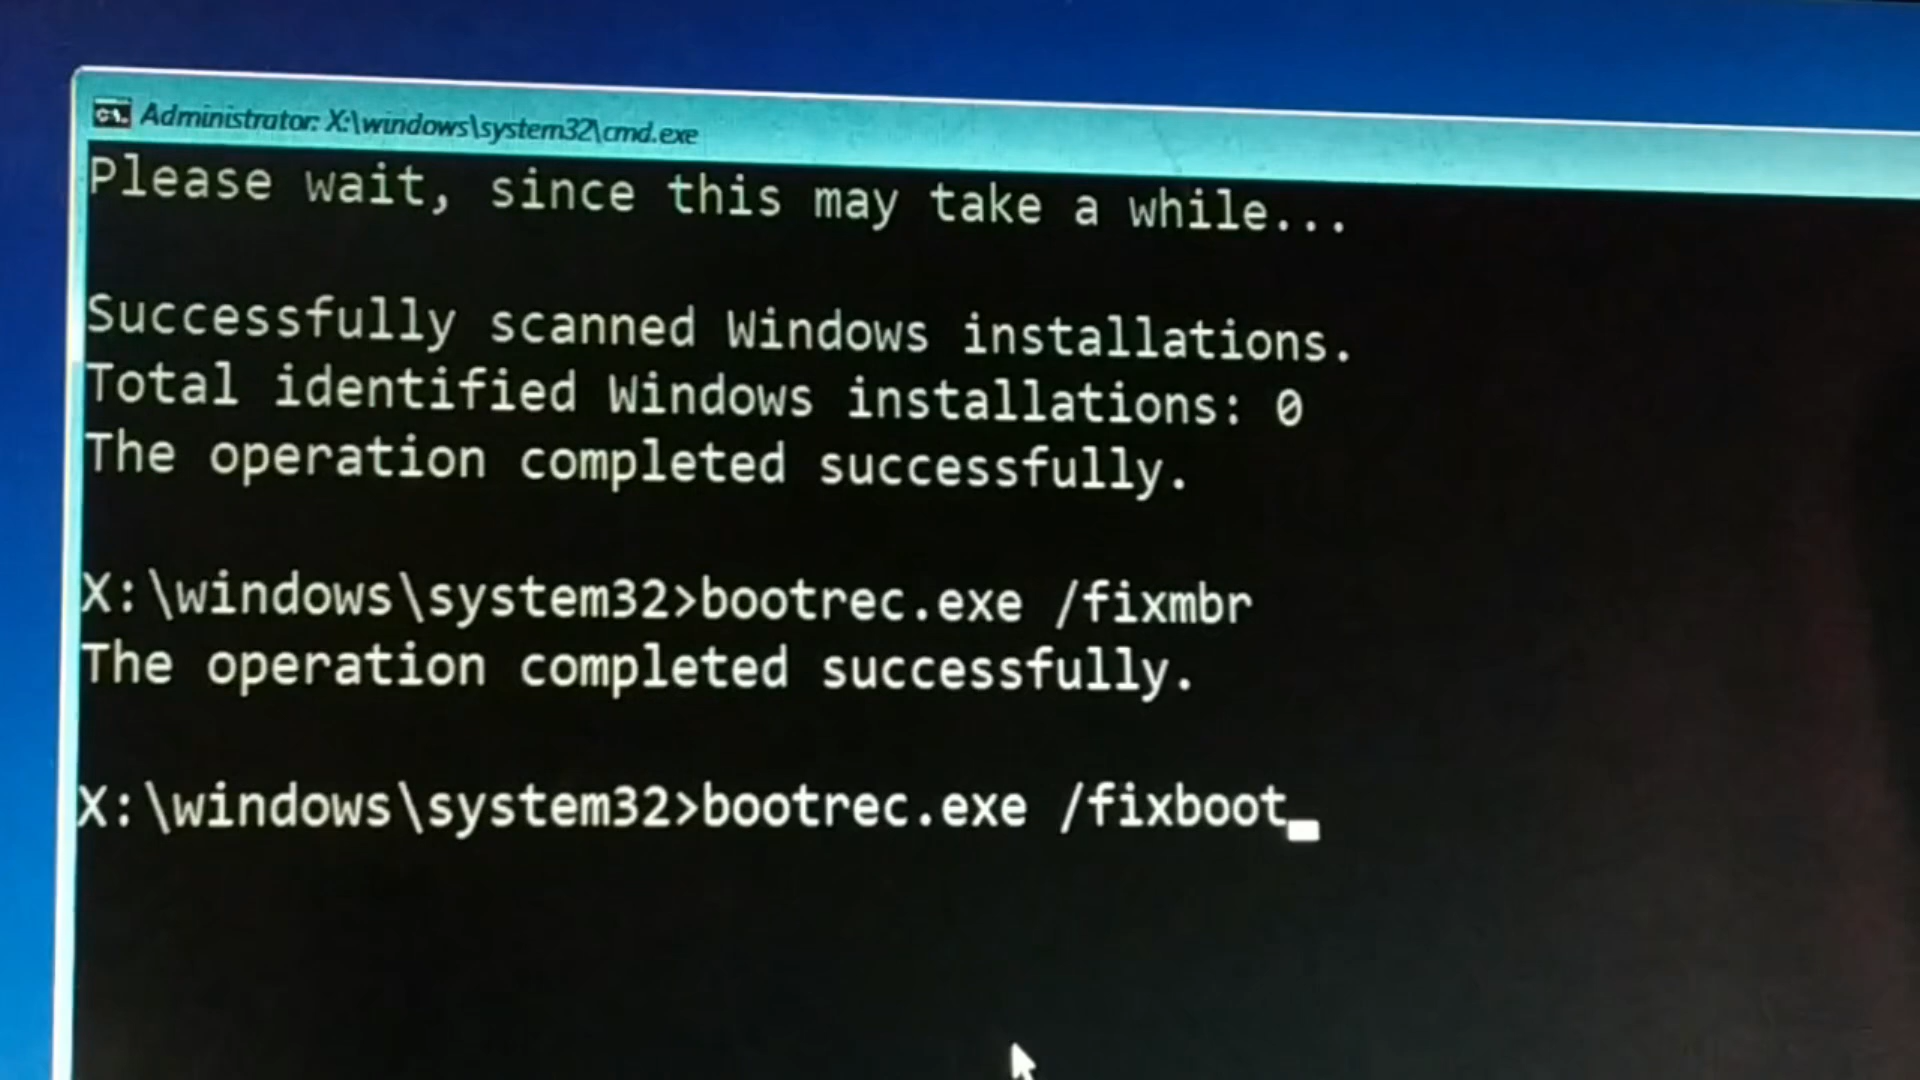 Administrator: X:\windows\system32\cmd.exe
Please wait, since this may take a while...
Successfully scanned Windows installations.
Total identified Windows installations: 0
The operation completed successfully.
X:\windows\system32>bootrec.exe /fixmbr
The operation completed successfully.
X:\windows\system32>bootrec.exe /fixboot